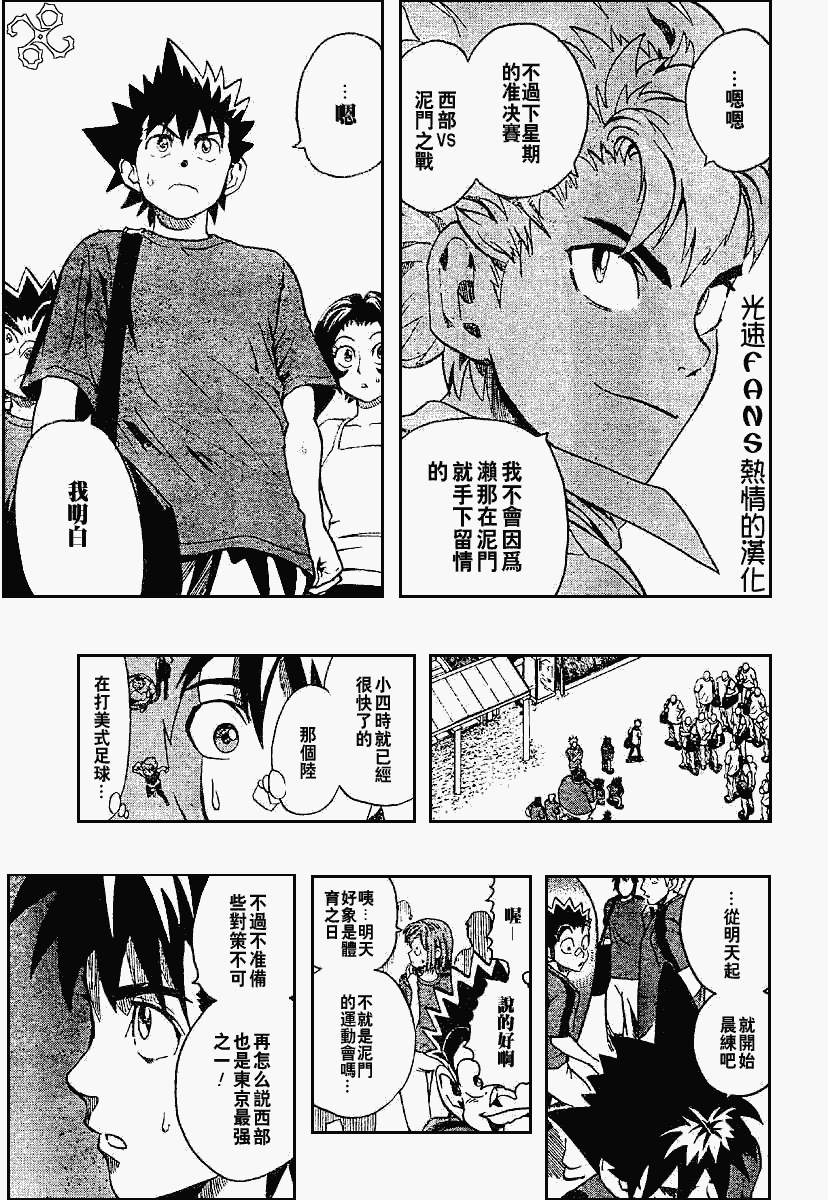 …嗯嗯
不過下星期
的准决賽
西部VS
泥門之戰
光速FANS熱情的漢化
我不會因爲
瀨那在泥門
就手下留情
的
…嗯
我明白
小四時就已經
很快了的
那個陸
在打美式足球…
…從明天起
就開始
晨練吧
喔—
說的好啊
咦…明天
好象是體
育之日
不就是泥門
的運動會嗎…
不過不准備
些對策不可
再怎么説西部
也是東京最强
之一！